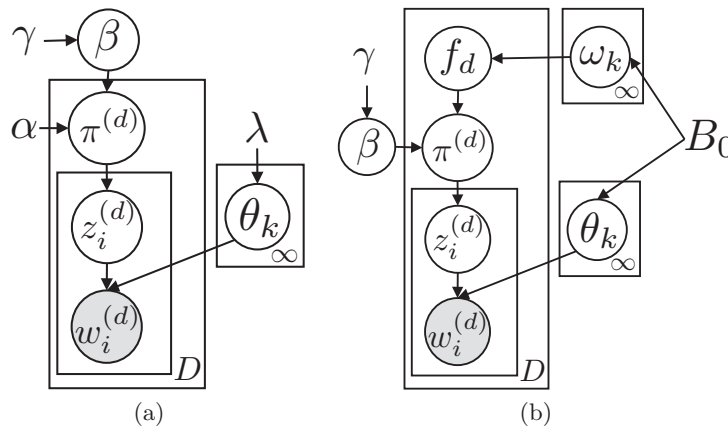 γ β
α π^(d)
λ
z_i^(d)
θ_k
∞
w_i^(d)
D
(a)
f_d ω_k
∞
γ
β π^(d)
B_0
z_i^(d)
θ_k
∞
w_i^(d)
D
(b)